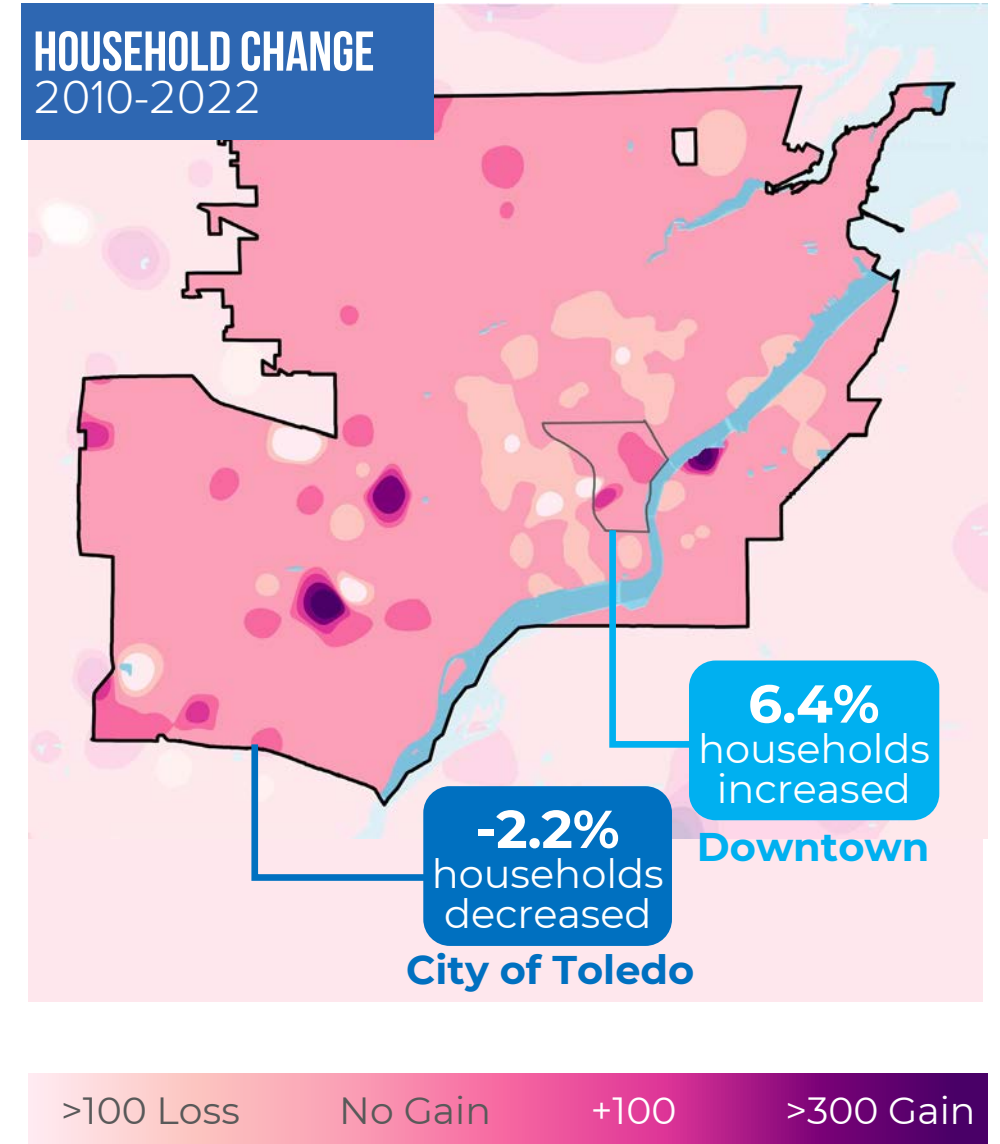 HOUSEHOLD CHANGE
2010-2022
6.4%
households
increased
Downtown
-2.2%
households
decreased
City of Toledo
>100 Loss No Gain +100 >300 Gain